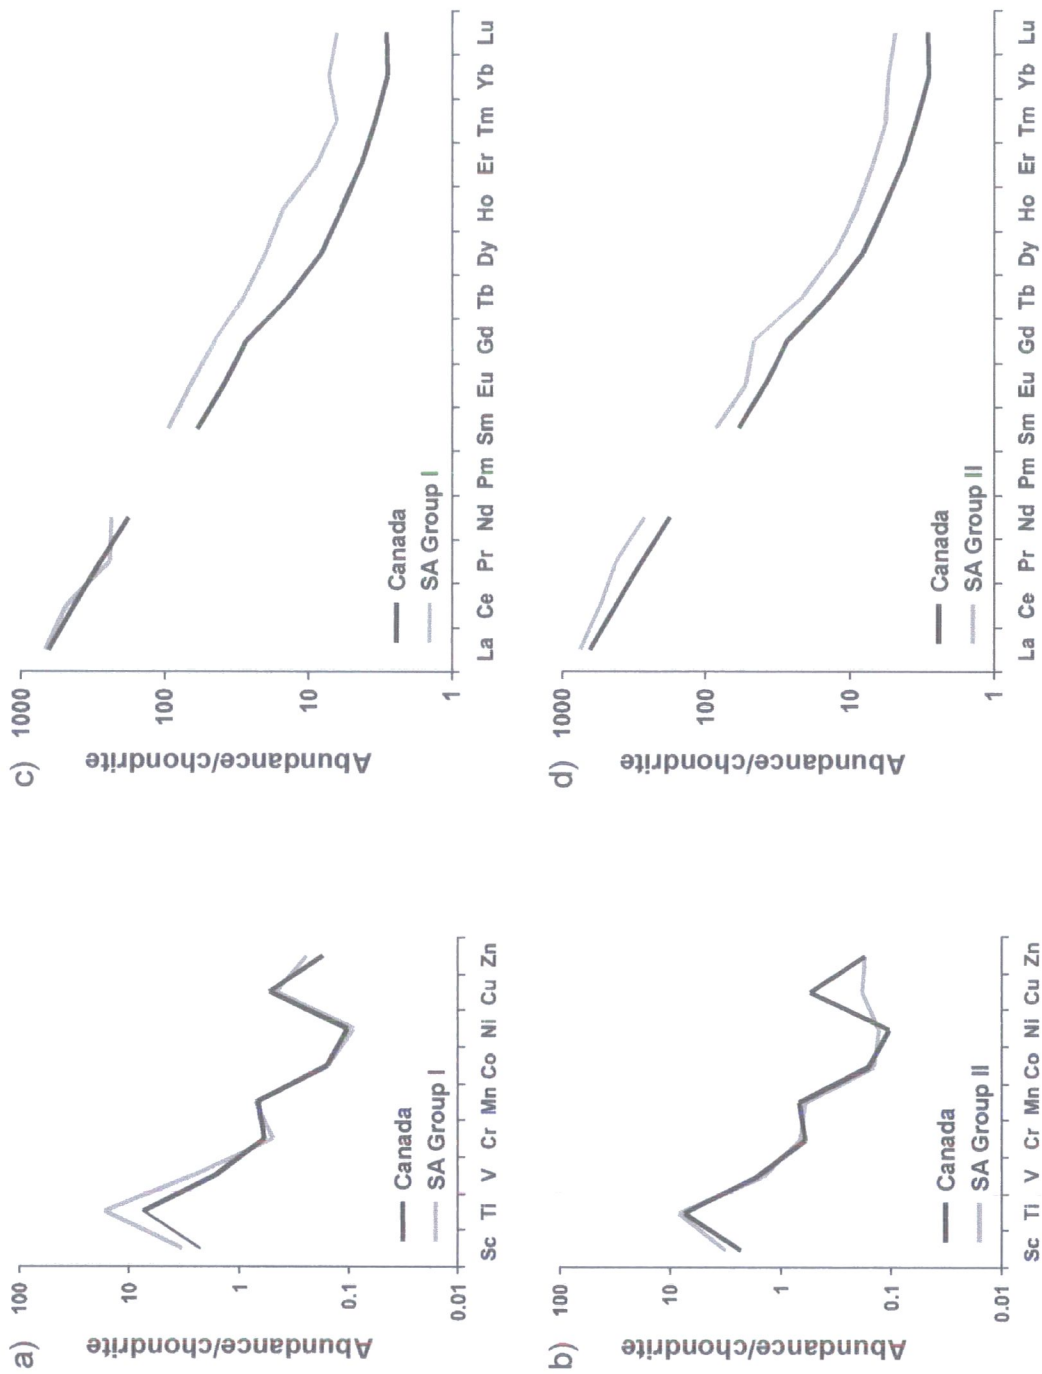 a)
Abundance/chondrite
100
10
1
0.1
0.01
Canada
SA Group I
Sc Ti V Cr Mn Co Ni Cu Zn
b)
Abundance/chondrite
100
10
1
0.1
0.01
Canada
SA Group II
Sc Ti V Cr Mn Co Ni Cu Zn
c)
Abundance/chondrite
1000
100
10
1
Canada
SA Group I
La Ce Pr Nd Pm Sm Eu Gd Tb Dy Ho Er Tm Yb Lu
d)
Abundance/chondrite
1000
100
10
1
Canada
SA Group II
La Ce Pr Nd Pm Sm Eu Gd Tb Dy Ho Er Tm Yb Lu